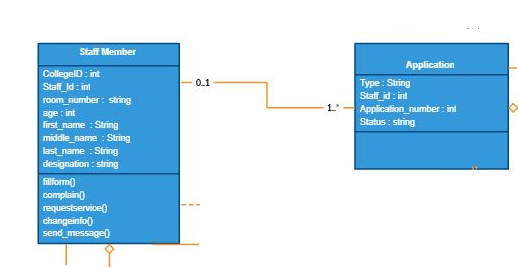 Staff Member
CollegeID : int
Staff_Id : int
room_number : string
age : int
first_name : String
middle_name : String
last_name : String
designation : string
fillform()
complain()
requestservice()
changeinfo()
send_message()
0..1
1..*
Application
Type : String
Staff_id : int
Application_number : int
Status : string